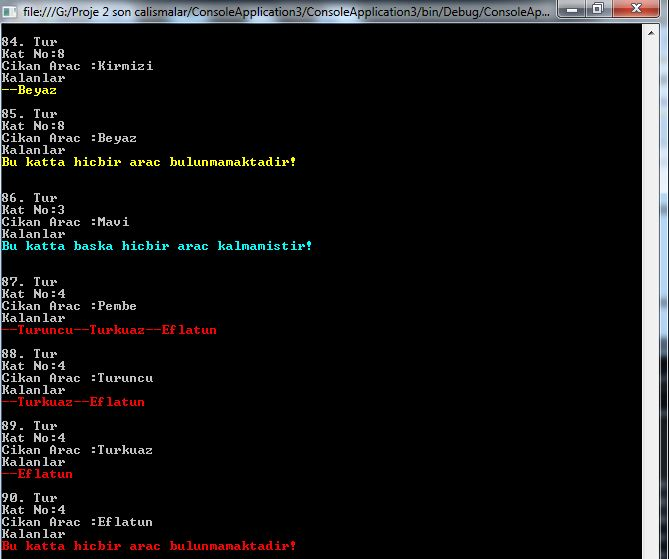 file:///G:/Proje 2 son calismalar/ConsoleApplication3/ConsoleApplication3/bin/Debug/ConsoleAp...
84. Tur
Kat No:8
Cikan Arac :Kirmizi
Kalanlar
--Beyaz
85. Tur
Kat No:8
Cikan Arac :Beyaz
Kalanlar
Bu katta hicbir arac bulunmamaktadir!
86. Tur
Kat No:3
Cikan Arac :Mavi
Kalanlar
Bu katta baska hicbir arac kalmamistir!
87. Tur
Kat No:4
Cikan Arac :Pembe
Kalanlar
--Turuncu--Turkuaz--Eflatun
88. Tur
Kat No:4
Cikan Arac :Turuncu
Kalanlar
--Turkuaz--Eflatun
89. Tur
Kat No:4
Cikan Arac :Turkuaz
Kalanlar
--Eflatun
90. Tur
Kat No:4
Cikan Arac :Eflatun
Kalanlar
Bu katta hicbir arac bulunmamaktadir!